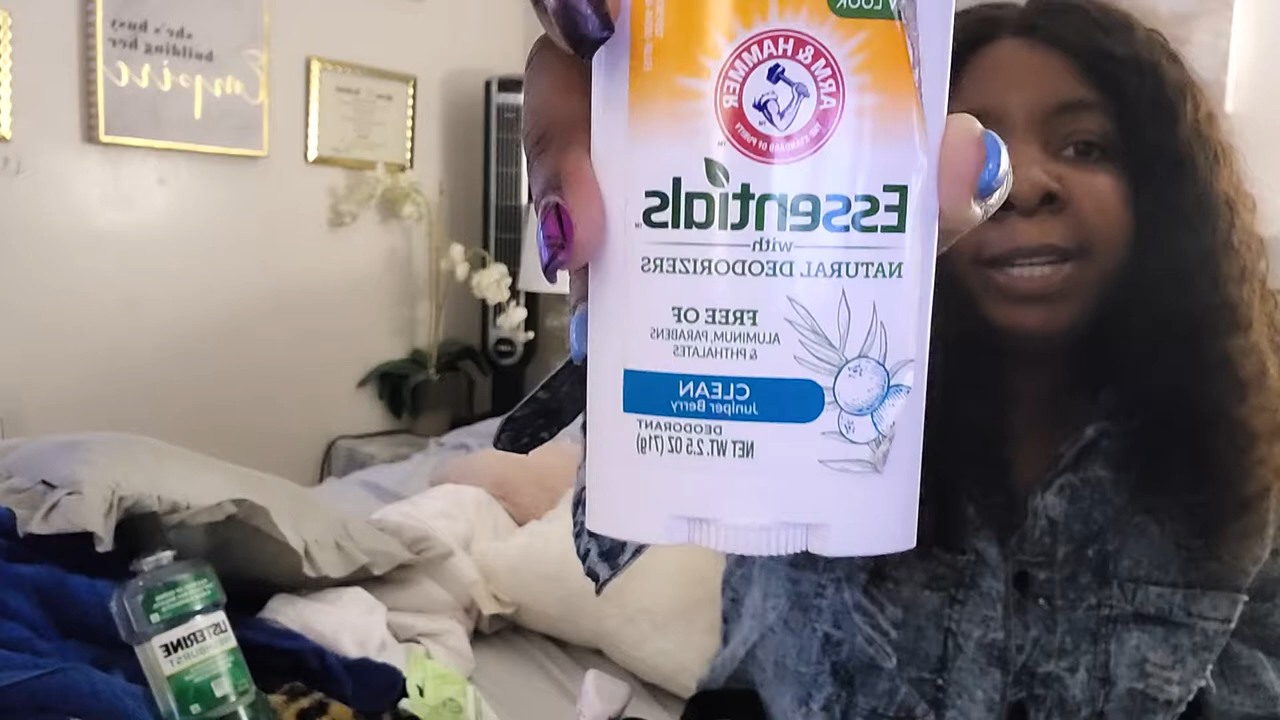 she's busy
building her
Empire
LOOK
ARM & HAMMER
THE STANDARD OF PURITY
Essentials
with
NATURAL DEODORIZERS
FREE OF
ALUMINUM, PARABENS
& PHTHALATES
CLEAN
Juniper Berry
DEODORANT
NET WT. 2.5 OZ (71g)
LISTERINE